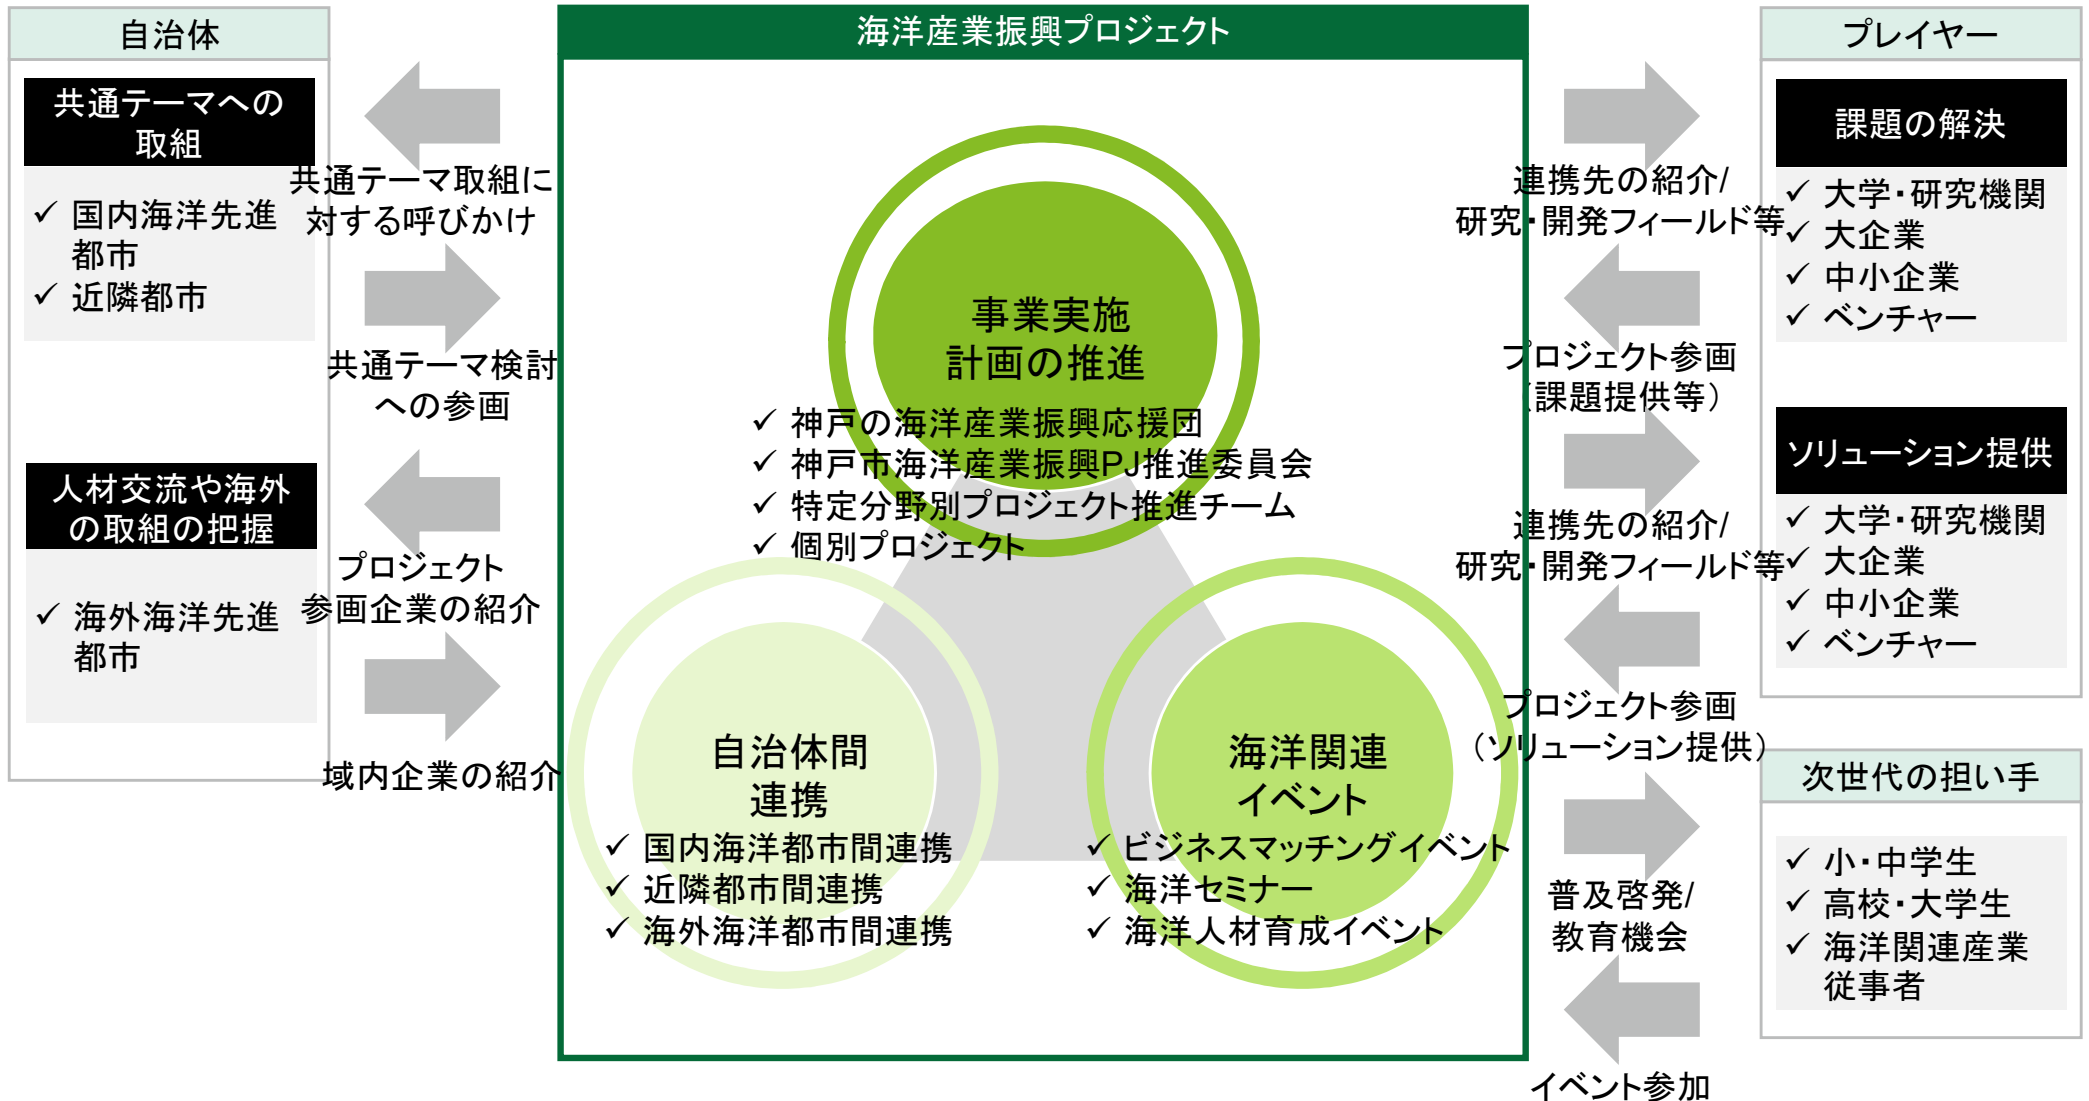 自治体
共通テーマへの
取組
✓ 国内海洋先進
都市
✓ 近隣都市
人材交流や海外
の取組の把握
✓ 海外海洋先進
都市
共通テーマ取組に
対する呼びかけ
共通テーマ検討
への参画
プロジェクト
参画企業の紹介
域内企業の紹介
海洋産業振興プロジェクト
事業実施
計画の推進
✓ 神戸の海洋産業振興応援団
✓ 神戸市海洋産業振興PJ推進委員会
✓ 特定分野別プロジェクト推進チーム
✓ 個別プロジェクト
自治体間
連携
✓ 国内海洋都市間連携
✓ 近隣都市間連携
✓ 海外海洋都市間連携
海洋関連
イベント
✓ ビジネスマッチングイベント
✓ 海洋セミナー
✓ 海洋人材育成イベント
連携先の紹介/
研究・開発フィールド等
プロジェクト参画
（課題提供等）
連携先の紹介/
研究・開発フィールド等
プロジェクト参画
（ソリューション提供）
普及啓発/
教育機会
イベント参加
プレイヤー
課題の解決
✓ 大学・研究機関
✓ 大企業
✓ 中小企業
✓ ベンチャー
ソリューション提供
✓ 大学・研究機関
✓ 大企業
✓ 中小企業
✓ ベンチャー
次世代の担い手
✓ 小・中学生
✓ 高校・大学生
✓ 海洋関連産業
従事者